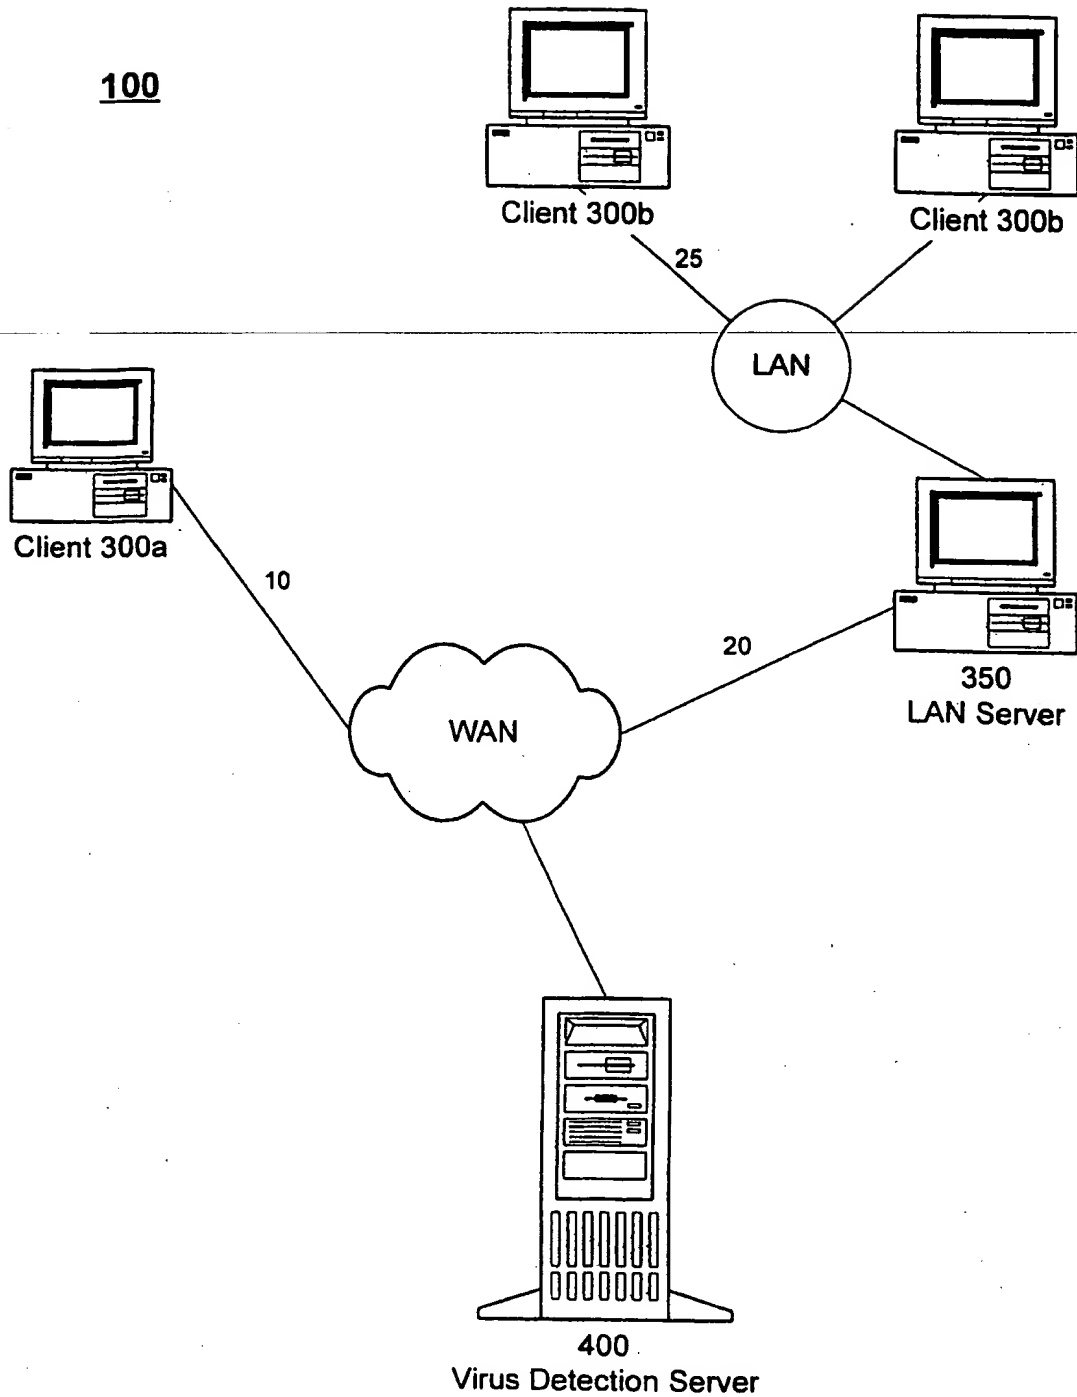 100
Client 300b
Client 300b
25
LAN
Client 300a
10
20
350
LAN Server
WAN
400
Virus Detection Server